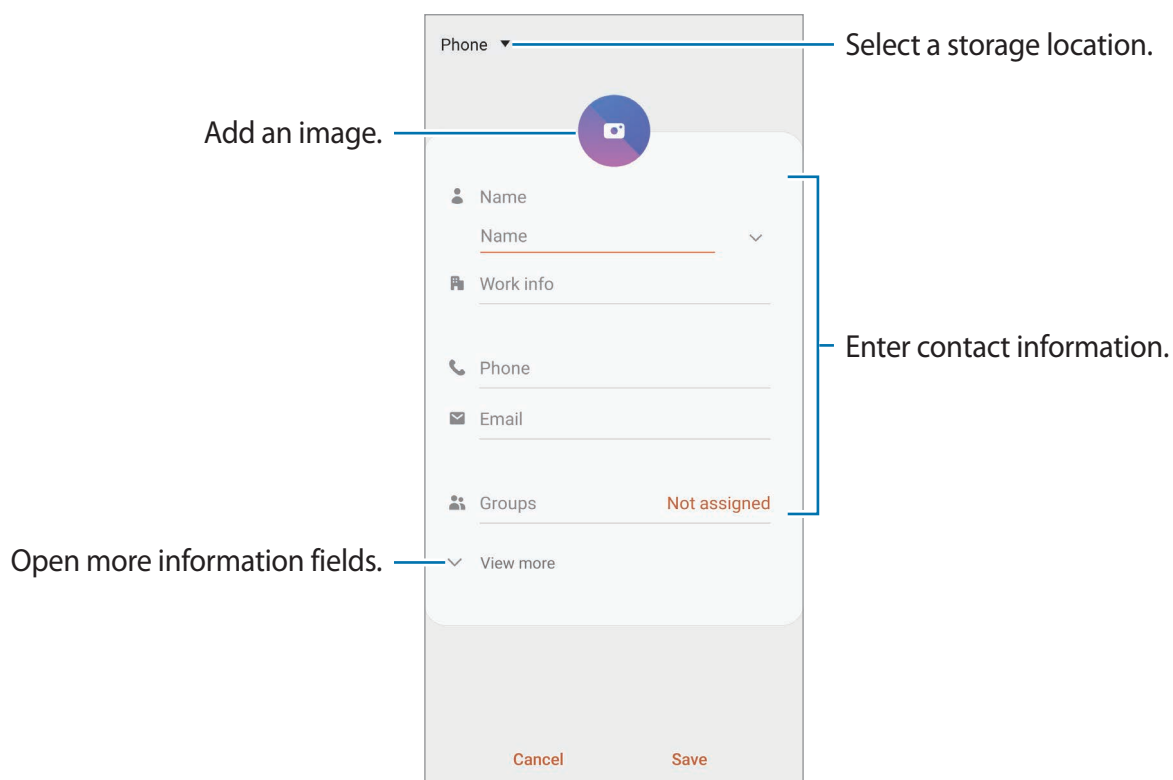 Phone
Select a storage location.
Add an image.
Name
Name
Work info
Phone
Enter contact information.
Email
Groups Not assigned
Open more information fields.
View more
Cancel Save